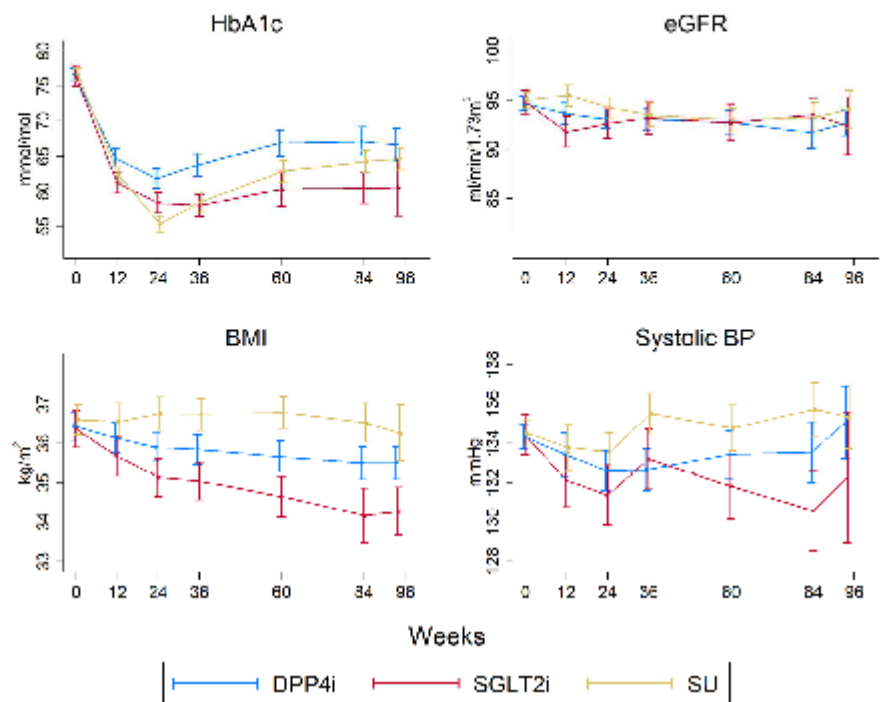 HbA1c
mmol/mol
80
75
70
65
60
55
0 12 24 36 60 84 96
eGFR
ml/min/1.73m²
100
95
90
85
0 12 24 36 60 84 96
BMI
kg/m²
37
36
35
34
33
0 12 24 36 60 84 96
Systolic BP
mmHg
138
136
134
132
130
128
0 12 24 36 60 84 96
Weeks
DPP4i SGLT2i SU